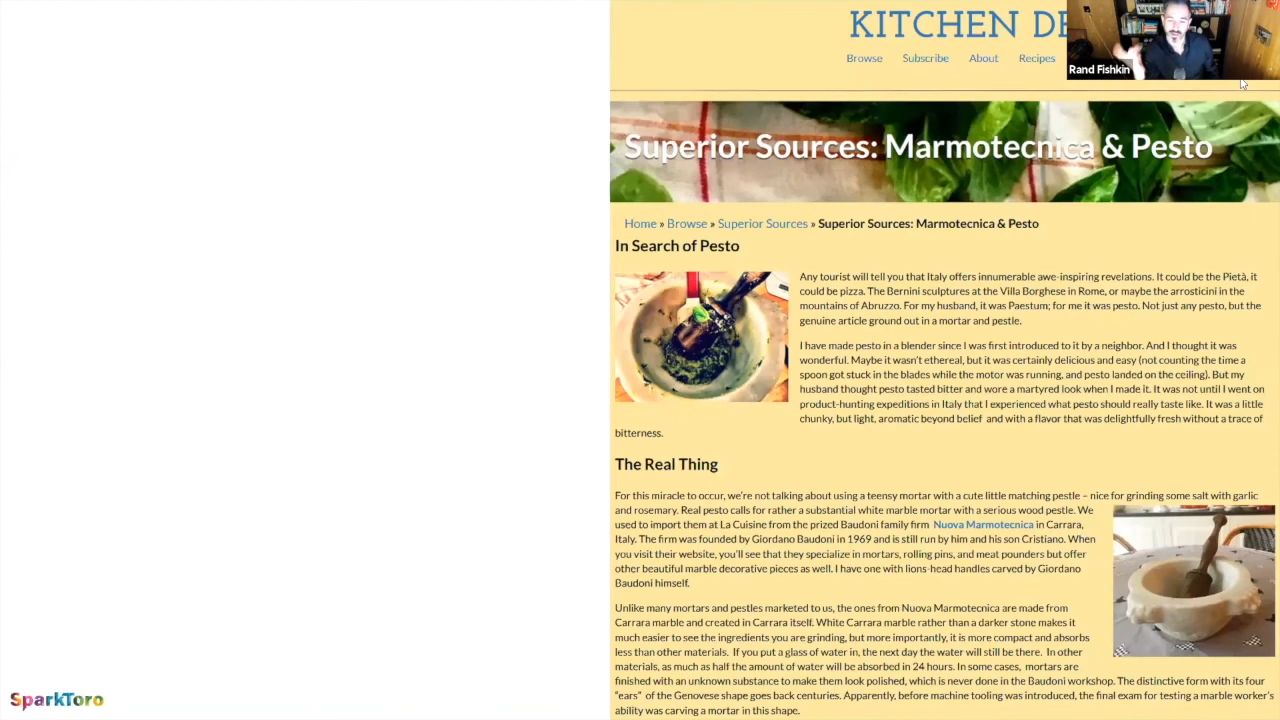 KITCHEN DE
Browse Subscribe About Recipes
Rand Fishkin
Superior Sources: Marmotecnica & Pesto
Home » Browse » Superior Sources » Superior Sources: Marmotecnica & Pesto
In Search of Pesto
Any tourist will tell you that Italy offers innumerable awe-inspiring revelations. It could be the Pietà, it
could be pizza. The Bernini sculptures at the Villa Borghese in Rome, or maybe the arrosticini in the
mountains of Abruzzo. For my husband, it was Paestum; for me it was pesto. Not just any pesto, but the
genuine article ground out in a mortar and pestle.
I have made pesto in a blender since I was first introduced to it by a neighbor. And I thought it was
wonderful. Maybe it wasn't ethereal, but it was certainly delicious and easy (not counting the time a
spoon got stuck in the blades while the motor was running, and pesto landed on the ceiling). But my
husband thought pesto tasted bitter and wore a martyred look when I made it. It was not until I went on
product-hunting expeditions in Italy that I experienced what pesto should really taste like. It was a little
chunky, but light, aromatic beyond belief and with a flavor that was delightfully fresh without a trace of
bitterness.
The Real Thing
For this miracle to occur, we're not talking about using a teensy mortar with a cute little matching pestle – nice for grinding some salt with garlic
and rosemary. Real pesto calls for rather a substantial white marble mortar with a serious wood pestle. We
used to import them at La Cuisine from the prized Baudoni family firm Nuova Marmotecnica in Carrara,
Italy. The firm was founded by Giordano Baudoni in 1969 and is still run by him and his son Cristiano. When
you visit their website, you'll see that they specialize in mortars, rolling pins, and meat pounders but offer
other beautiful marble decorative pieces as well. I have one with lions-head handles carved by Giordano
Baudoni himself.
Unlike many mortars and pestles marketed to us, the ones from Nuova Marmotecnica are made from
Carrara marble and created in Carrara itself. White Carrara marble rather than a darker stone makes it
much easier to see the ingredients you are grinding, but more importantly, it is more compact and absorbs
less than other materials. If you put a glass of water in, the next day the water will still be there. In other
materials, as much as half the amount of water will be absorbed in 24 hours. In some cases, mortars are
finished with an unknown substance to make them look polished, which is never done in the Baudoni workshop. The distinctive form with its four
"ears" of the Genovese shape goes back centuries. Apparently, before machine tooling was introduced, the final exam for testing a marble worker's
ability was carving a mortar in this shape.
SparkToro